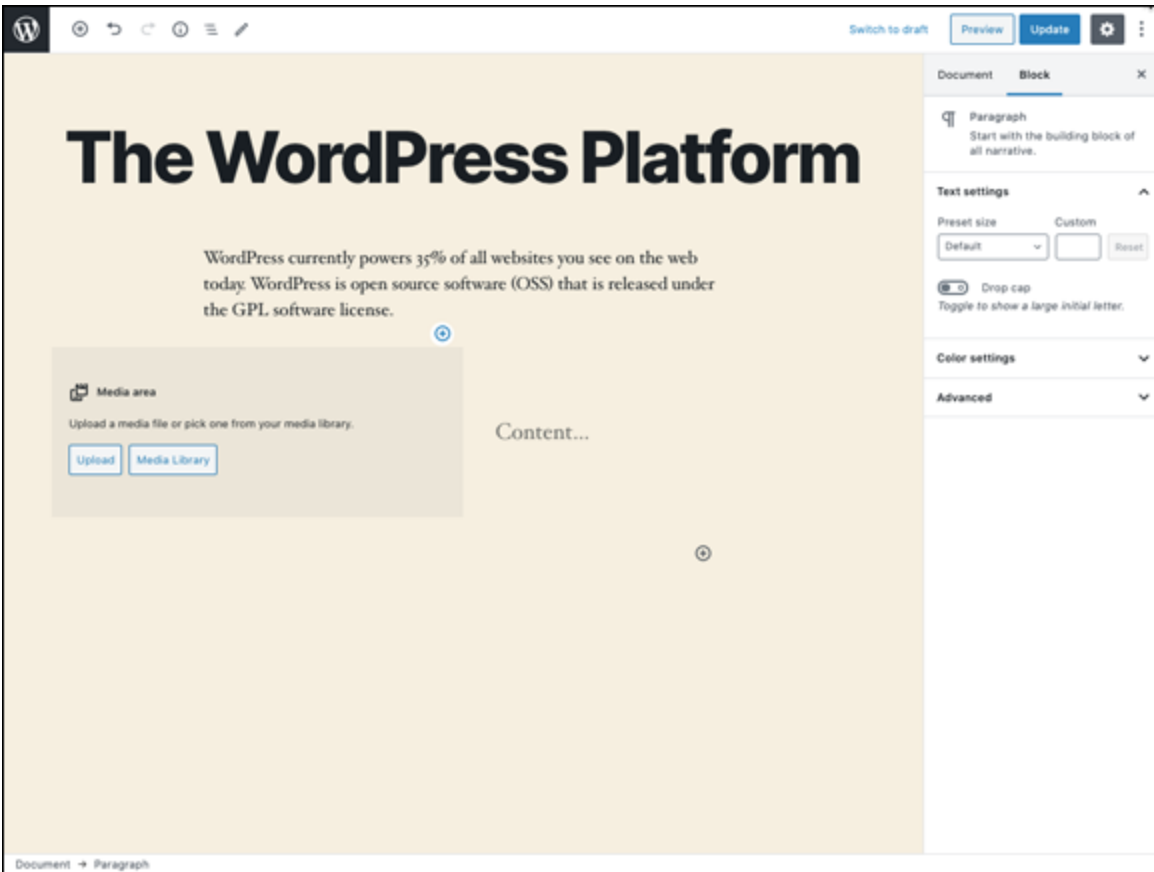 Switch to draft
Preview
Update
Document
Block
Paragraph
Start with the building block of
all narrative.
Text settings
Preset size
Custom
Default
Reset
Drop cap
Toggle to show a large initial letter.
Color settings
Advanced
The WordPress Platform
WordPress currently powers 35% of all websites you see on the web
today. WordPress is open source software (OSS) that is released under
the GPL software license.
Media area
Upload a media file or pick one from your media library.
Upload
Media Library
Content...
Document → Paragraph